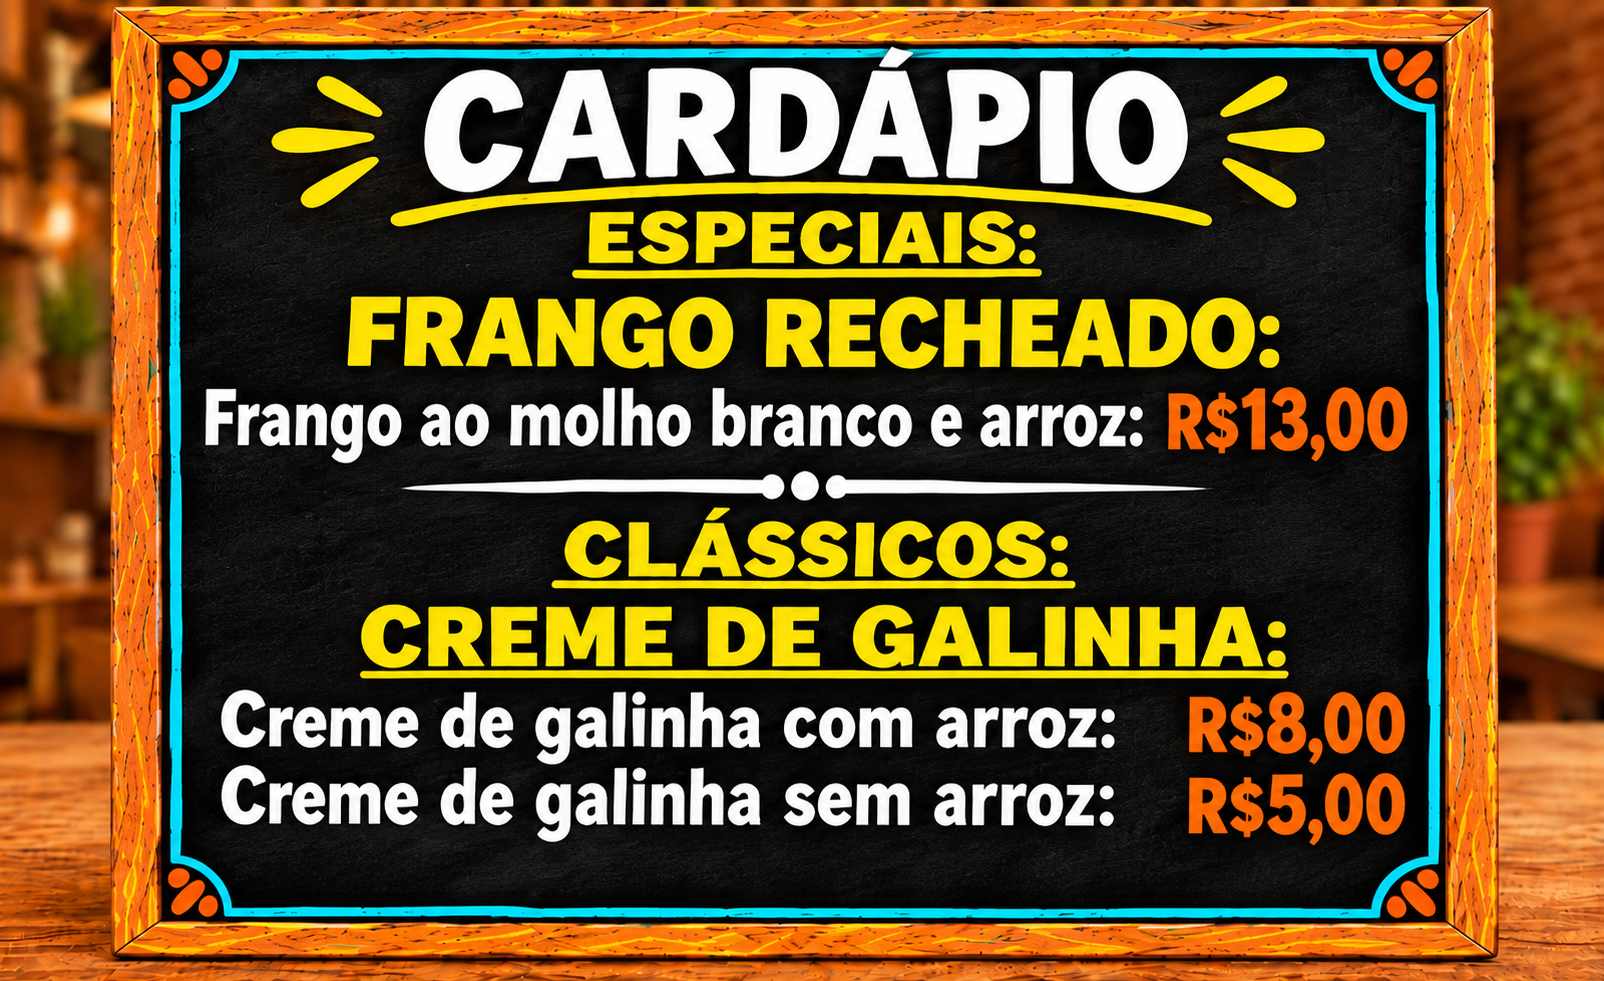 CARDÁPIO
ESPECIAIS:
FRANGO RECHEADO:
Frango ao molho branco e arroz: R$13,00
CLÁSSICOS:
CREME DE GALINHA:
Creme de galinha com arroz: R$8,00
Creme de galinha sem arroz: R$5,00